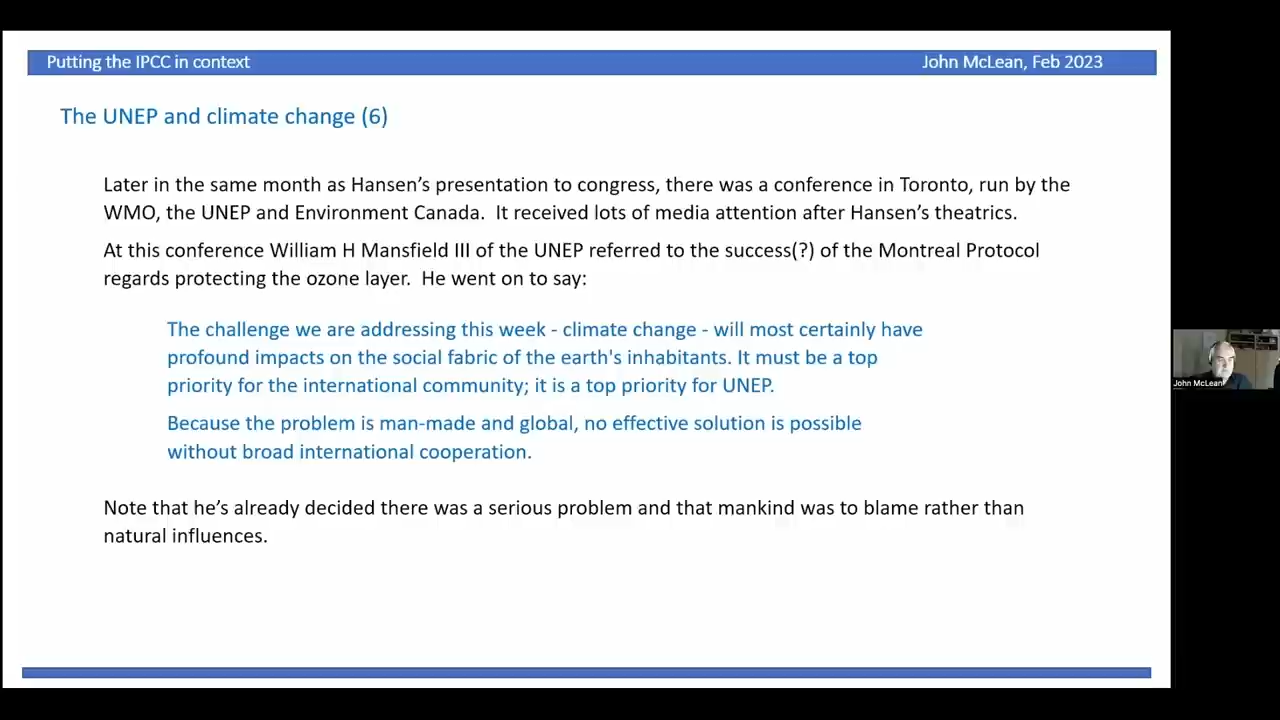 Putting the IPCC in context
John McLean, Feb 2023
The UNEP and climate change (6)
Later in the same month as Hansen's presentation to congress, there was a conference in Toronto, run by the
WMO, the UNEP and Environment Canada. It received lots of media attention after Hansen's theatrics.
At this conference William H Mansfield III of the UNEP referred to the success(?) of the Montreal Protocol
regards protecting the ozone layer. He went on to say:
The challenge we are addressing this week - climate change - will most certainly have
profound impacts on the social fabric of the earth's inhabitants. It must be a top
priority for the international community; it is a top priority for UNEP.
Because the problem is man-made and global, no effective solution is possible
without broad international cooperation.
Note that he's already decided there was a serious problem and that mankind was to blame rather than
natural influences.
John McLean